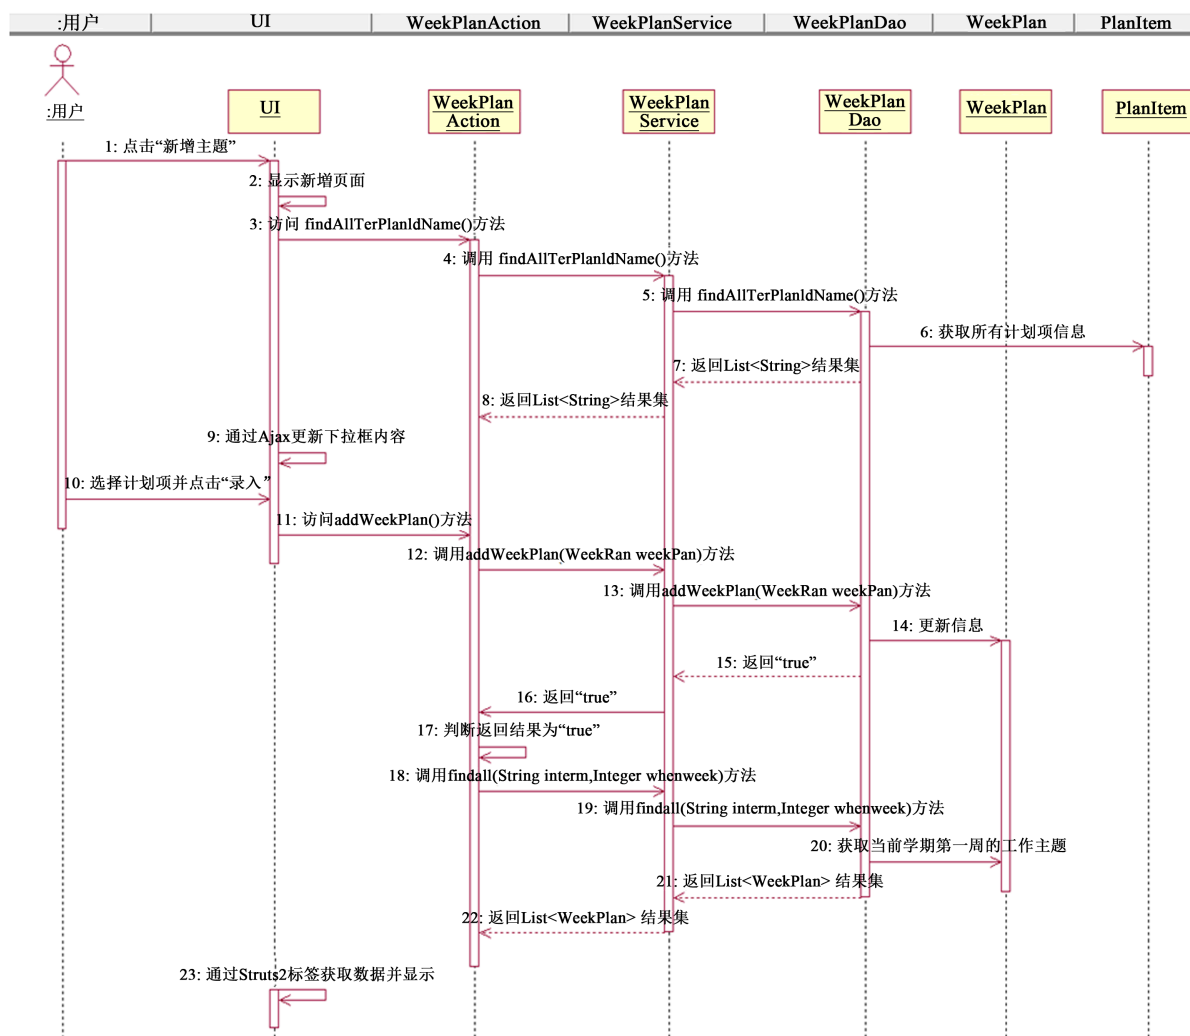 :用户
UI
WeekPlanAction
WeekPlanService
WeekPlanDao
WeekPlan
PlanItem
:用户
UI
WeekPlan
Action
WeekPlan
Service
WeekPlan
Dao
WeekPlan
PlanItem
1: 点击“新增主题”
2: 显示新增页面
3: 访问 findAllTerPlanldName()方法
4: 调用 findAllTerPlanldName()方法
5: 调用 findAllTerPlanldName()方法
6: 获取所有计划项信息
7: 返回List<String>结果集
8: 返回List<String>结果集
9: 通过Ajax更新下拉框内容
10: 选择计划项并点击“录入”
11: 访问addWeekPlan()方法
12: 调用addWeekPlan(WeekRan weekPan)方法
13: 调用addWeekPlan(WeekRan weekPan)方法
14: 更新信息
15: 返回“true”
16: 返回“true”
17: 判断返回结果为“true”
18: 调用findall(String interm,Integer whenweek)方法
19: 调用findall(String interm,Integer whenweek)方法
20: 获取当前学期第一周的工作主题
21: 返回List<WeekPlan> 结果集
22: 返回List<WeekPlan> 结果集
23: 通过Struts2标签获取数据并显示